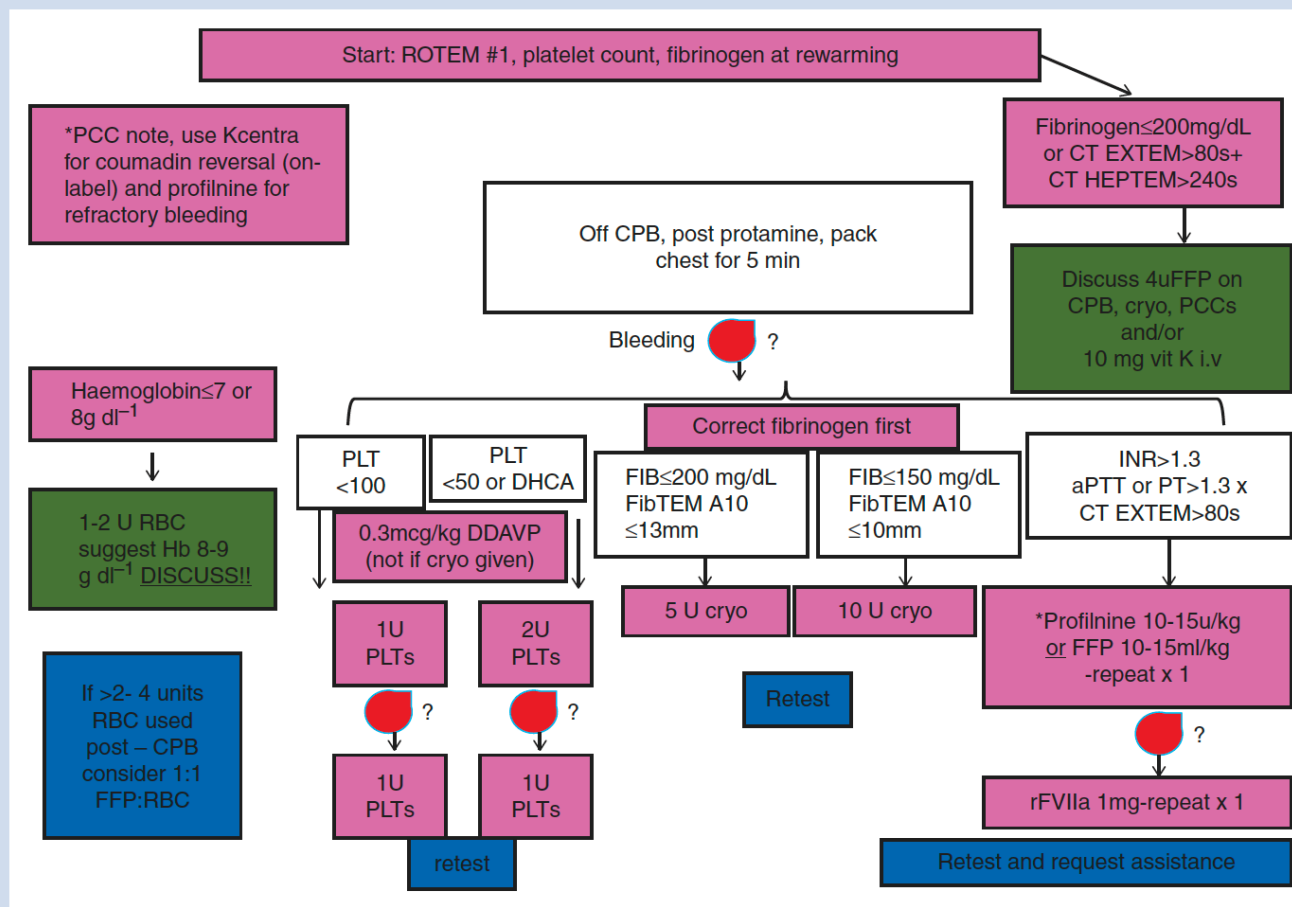 Start: ROTEM #1, platelet count, fibrinogen at rewarming
*PCC note, use Kcentra
for coumadin reversal (on-
label) and profilnine for
refractory bleeding
Fibrinogen≤200mg/dL
or CT EXTEM>80s+
CT HEPTEM>240s
Off CPB, post protamine, pack
chest for 5 min
Discuss 4uFFP on
CPB, cryo, PCCs
and/or
10 mg vit K i.v
Bleeding ?
Haemoglobin≤7 or
8g dl⁻¹
1-2 U RBC
suggest Hb 8-9
g dl⁻¹ DISCUSS!!
If >2- 4 units
RBC used
post – CPB
consider 1:1
FFP:RBC
PLT
<100
PLT
<50 or DHCA
0.3mcg/kg DDAVP
(not if cryo given)
1U
PLTs
2U
PLTs
?
?
1U
PLTs
1U
PLTs
retest
Correct fibrinogen first
FIB≤200 mg/dL
FibTEM A10
≤13mm
FIB≤150 mg/dL
FibTEM A10
≤10mm
5 U cryo
10 U cryo
Retest
INR>1.3
aPTT or PT>1.3 x
CT EXTEM>80s
*Profilnine 10-15u/kg
or FFP 10-15ml/kg
-repeat x 1
?
rFVIIa 1mg-repeat x 1
Retest and request assistance